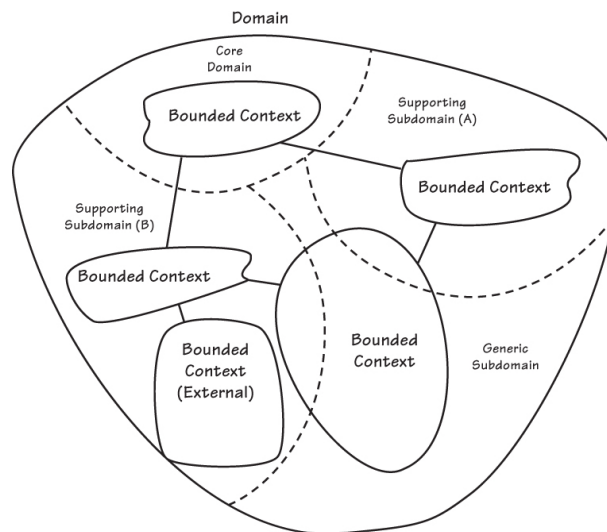 Domain
Core
Domain
Bounded Context
Supporting
Subdomain (A)
Bounded Context
Supporting
Subdomain (B)
Bounded Context
Bounded
Context
(External)
Bounded
Context
Generic
Subdomain